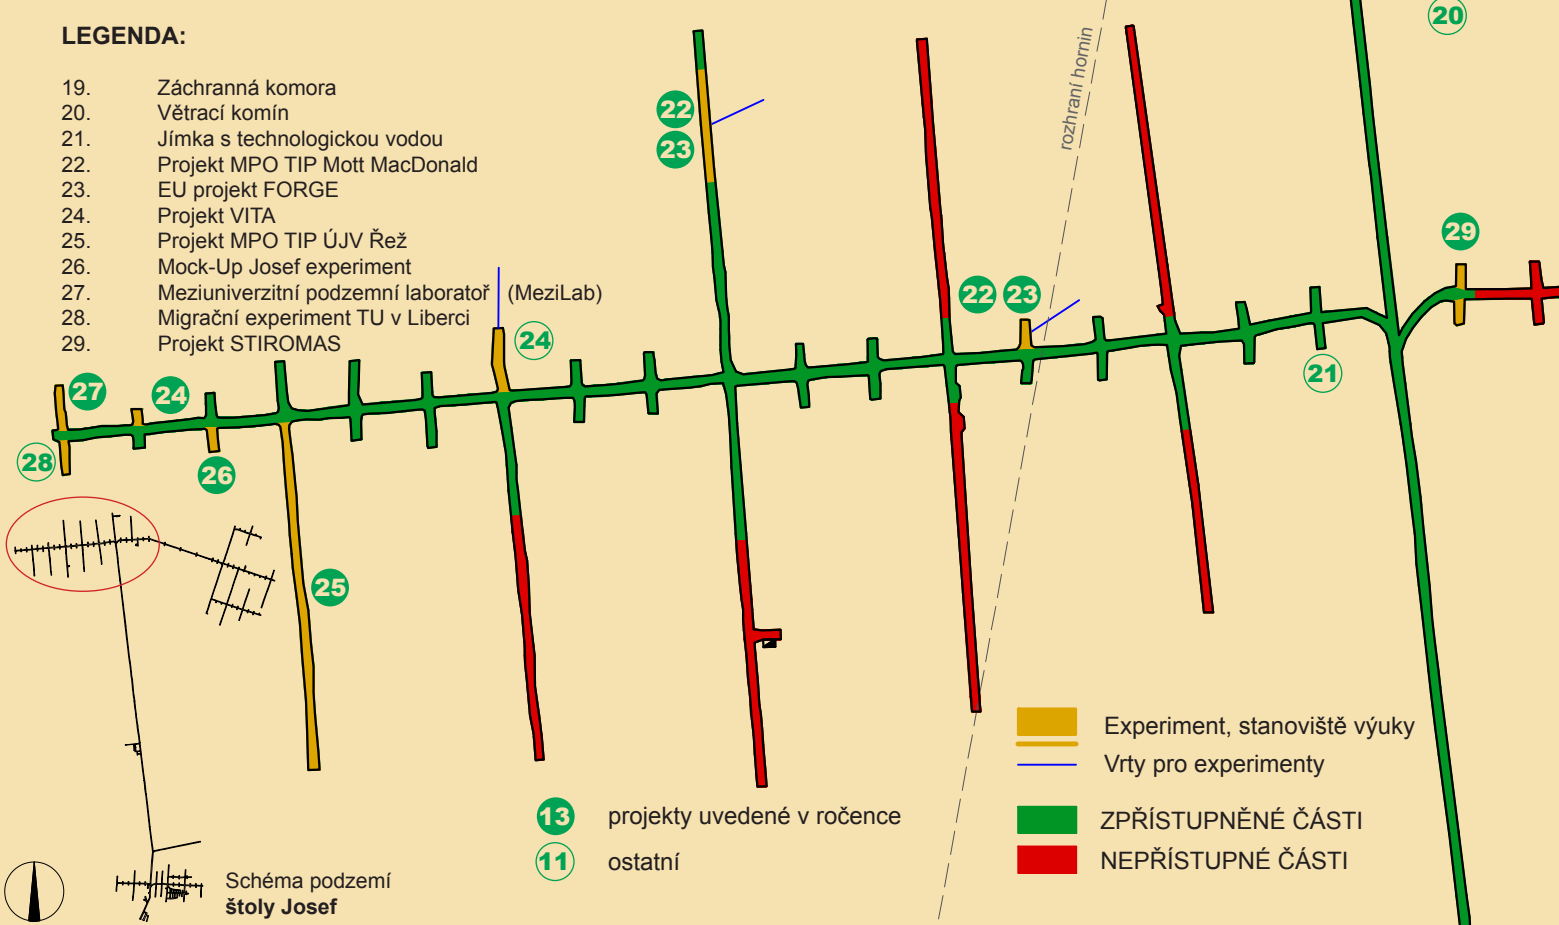 LEGENDA:
19. Záchranná komora
20. Větrací komín
21. Jímka s technologickou vodou
22. Projekt MPO TIP Mott MacDonald
23. EU projekt FORGE
24. Projekt VITA
25. Projekt MPO TIP ÚJV Řež
26. Mock-Up Josef experiment
27. Meziuniverzitní podzemní laboratoř (MeziLab)
28. Migrační experiment TU v Liberci
29. Projekt STIROMAS
20
22
23
rozhraní hornin
29
22 23
24
21
27
24
28
26
25
Experiment, stanoviště výuky
Vrty pro experimenty
13 projekty uvedené v ročence
11 ostatní
ZPŘÍSTUPNĚNÉ ČÁSTI
NEPŘÍSTUPNÉ ČÁSTI
Schéma podzemí
štoly Josef